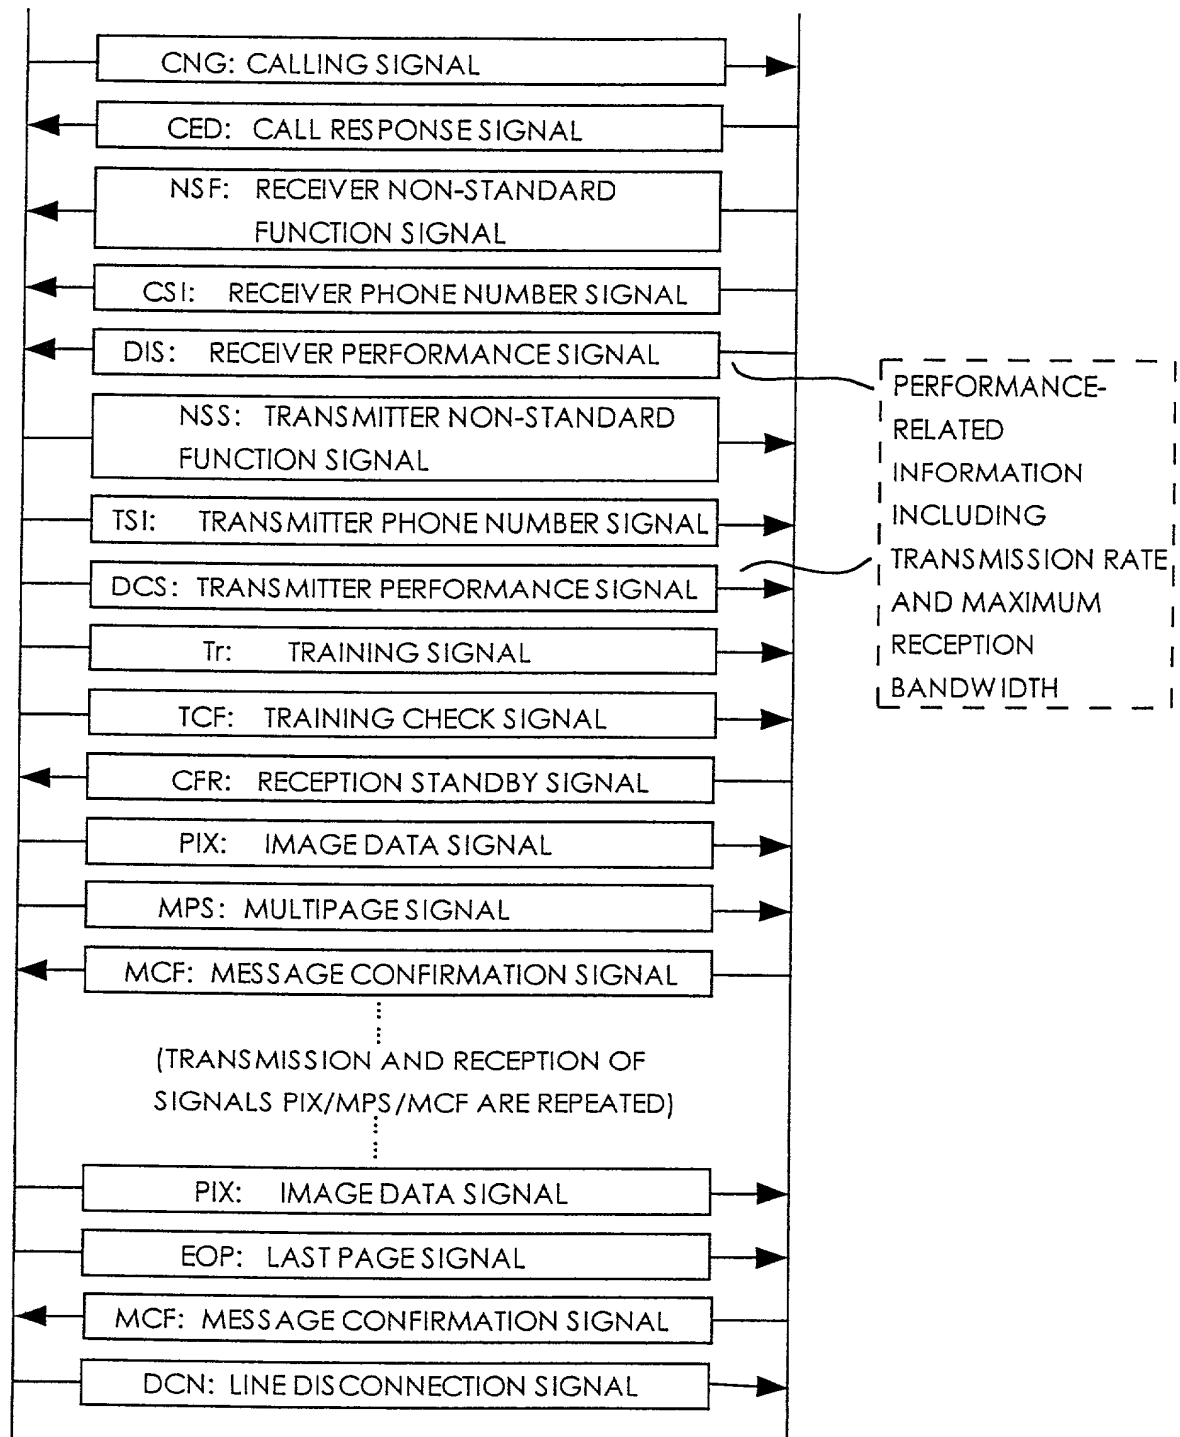 CNG: CALLING SIGNAL
CED: CALL RESPONSE SIGNAL
NSF: RECEIVER NON-STANDARD
FUNCTION SIGNAL
CSI: RECEIVER PHONE NUMBER SIGNAL
DIS: RECEIVER PERFORMANCE SIGNAL
NSS: TRANSMITTER NON-STANDARD
FUNCTION SIGNAL
TSI: TRANSMITTER PHONE NUMBER SIGNAL
DCS: TRANSMITTER PERFORMANCE SIGNAL
Tr: TRAINING SIGNAL
TCF: TRAINING CHECK SIGNAL
CFR: RECEPTION STANDBY SIGNAL
PIX: IMAGE DATA SIGNAL
MPS: MULTIPAGE SIGNAL
MCF: MESSAGE CONFIRMATION SIGNAL
(TRANSMISSION AND RECEPTION OF
SIGNALS PIX/MPS/MCF ARE REPEATED)
PIX: IMAGE DATA SIGNAL
EOP: LAST PAGE SIGNAL
MCF: MESSAGE CONFIRMATION SIGNAL
DCN: LINE DISCONNECTION SIGNAL
PERFORMANCE-
RELATED
INFORMATION
INCLUDING
TRANSMISSION RATE
AND MAXIMUM
RECEPTION
BANDWIDTH